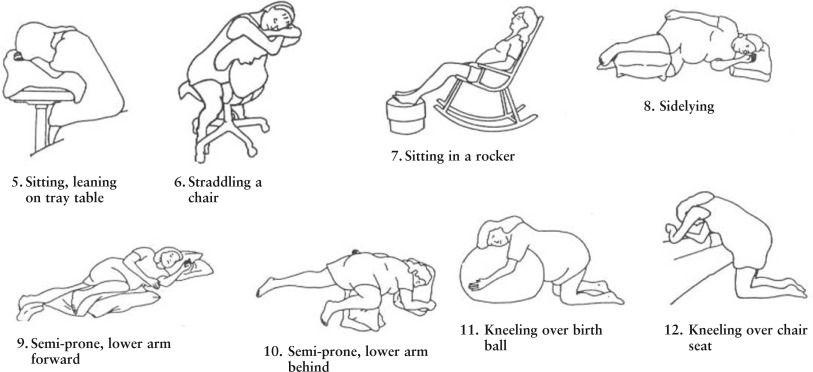 5. Sitting, leaning
on tray table
6. Straddling a
chair
7. Sitting in a rocker
8. Sidelying
9. Semi-prone, lower arm
forward
10. Semi-prone, lower arm
behind
11. Kneeling over birth
ball
12. Kneeling over chair
seat